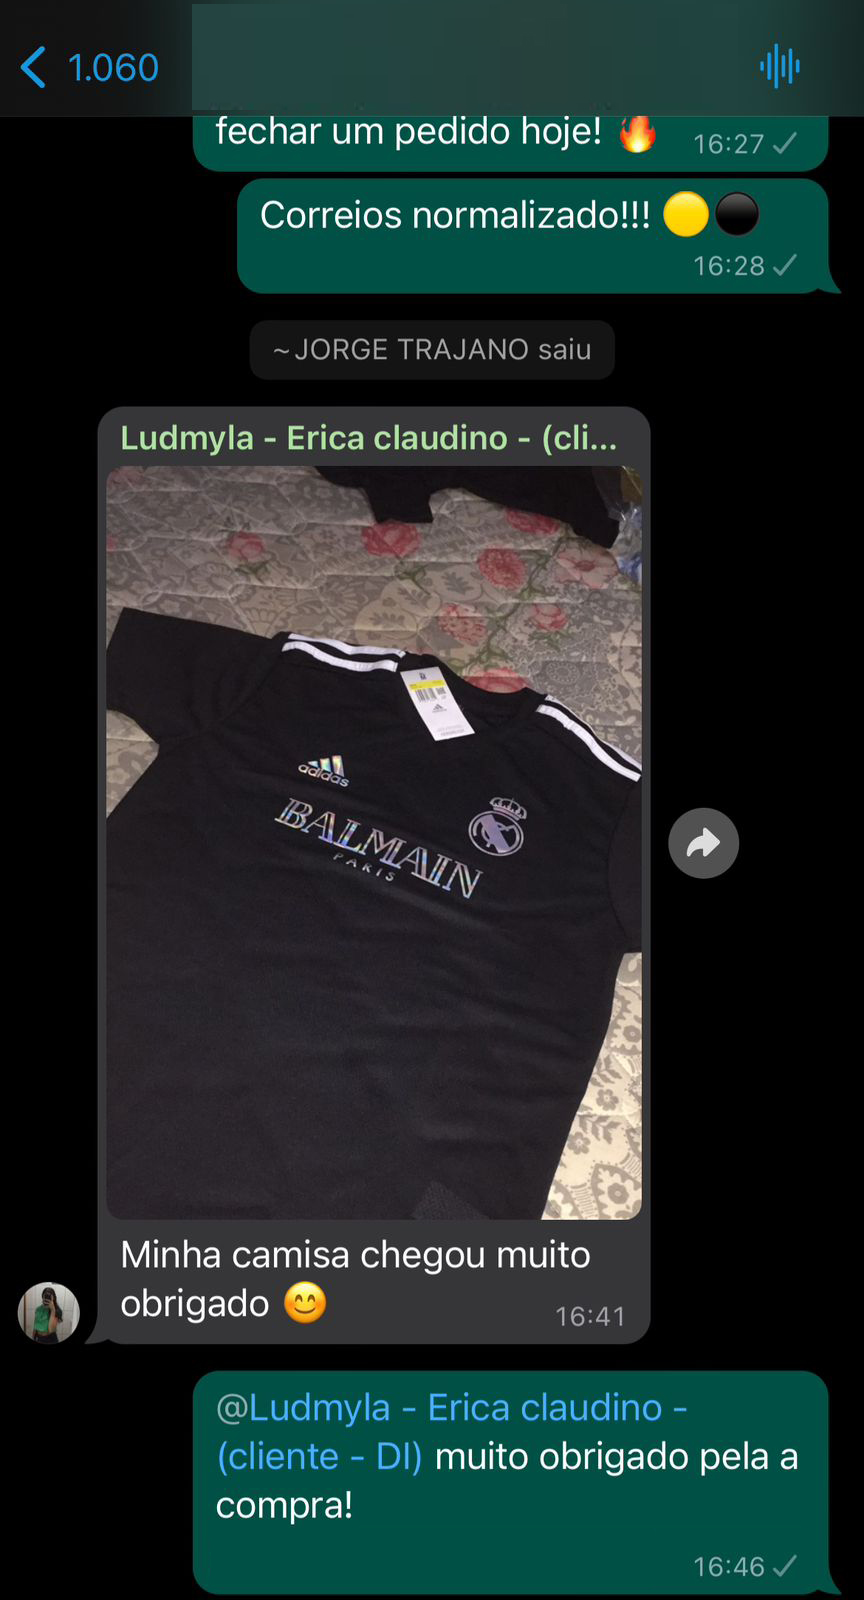 1.060
fechar um pedido hoje! 🔥
16:27
Correios normalizado!!! 🟡⚫
16:28
~JORGE TRAJANO saiu
Ludmyla - Erica claudino - (cli...
adidas
BALMAIN
PARIS
Minha camisa chegou muito
obrigado 😊
16:41
@Ludmyla - Erica claudino -
(cliente - DI) muito obrigado pela a
compra!
16:46